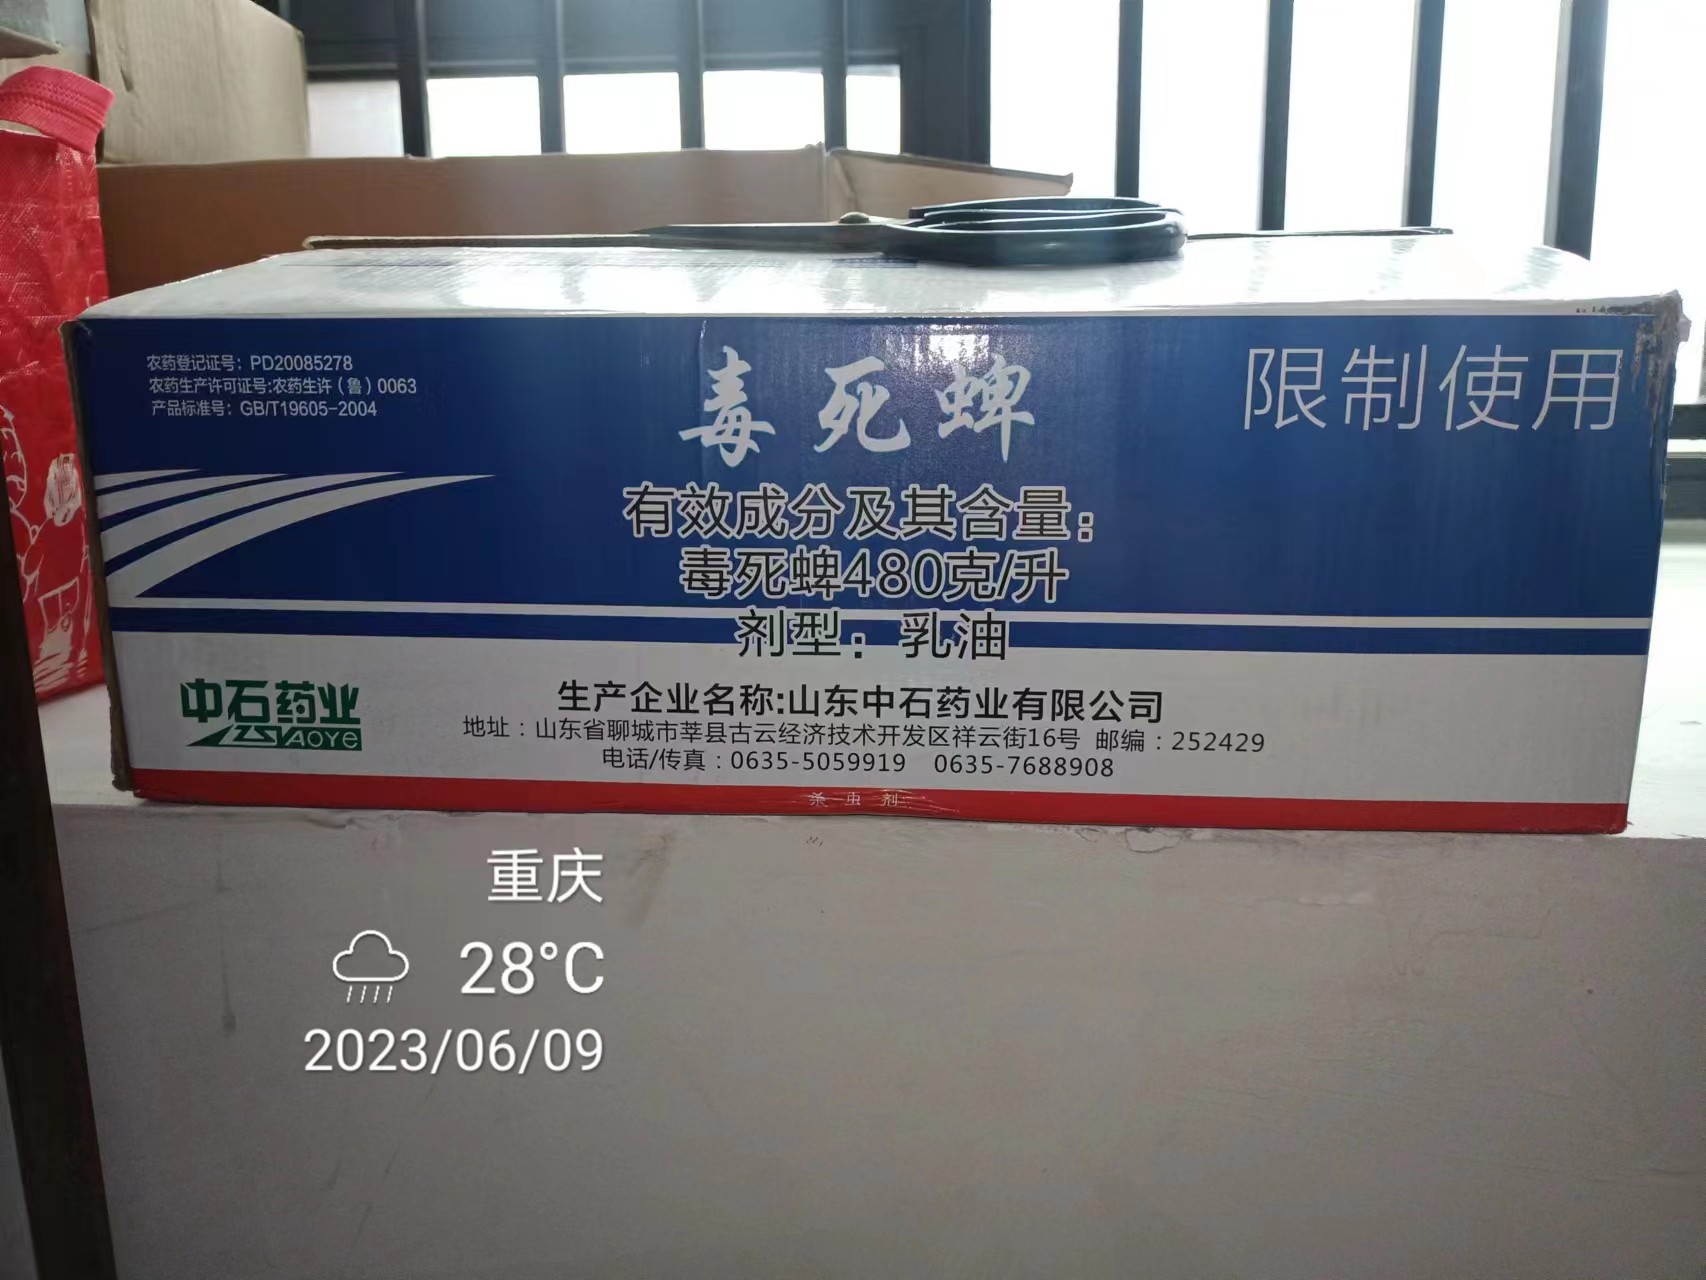 农药登记证号：PD20085278
农药生产许可证号:农药生许（鲁）0063
产品标准号：GB/T19605-2004
毒死蜱
限制使用
有效成分及其含量：
毒死蜱480克/升
剂型：乳油
中石药业
YAOYE
生产企业名称:山东中石药业有限公司
地址：山东省聊城市莘县古云经济技术开发区祥云街16号 邮编：252429
电话/传真：0635-5059919 0635-7688908
杀虫剂
重庆
28°C
2023/06/09